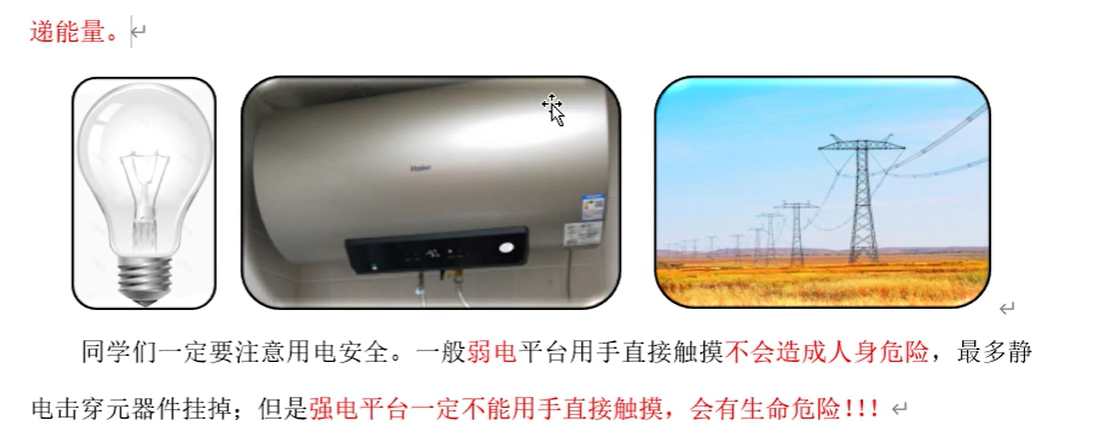 递能量。
Haier
同学们一定要注意用电安全。一般弱电平台用手直接触摸不会造成人身危险，最多静
电击穿元器件挂掉；但是强电平台一定不能用手直接触摸，会有生命危险!!!